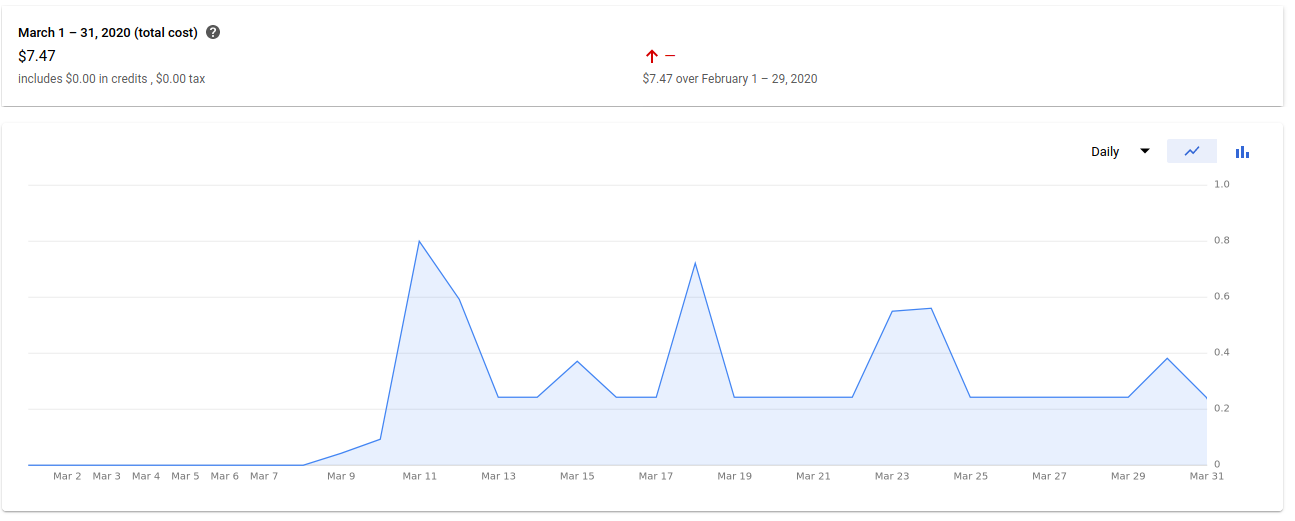 March 1 – 31, 2020 (total cost) ?
$7.47
includes $0.00 in credits , $0.00 tax
—
$7.47 over February 1 – 29, 2020
Daily
1.0
0.8
0.6
0.4
0.2
0
Mar 2 Mar 3 Mar 4 Mar 5 Mar 6 Mar 7 Mar 9 Mar 11 Mar 13 Mar 15 Mar 17 Mar 19 Mar 21 Mar 23 Mar 25 Mar 27 Mar 29 Mar 31